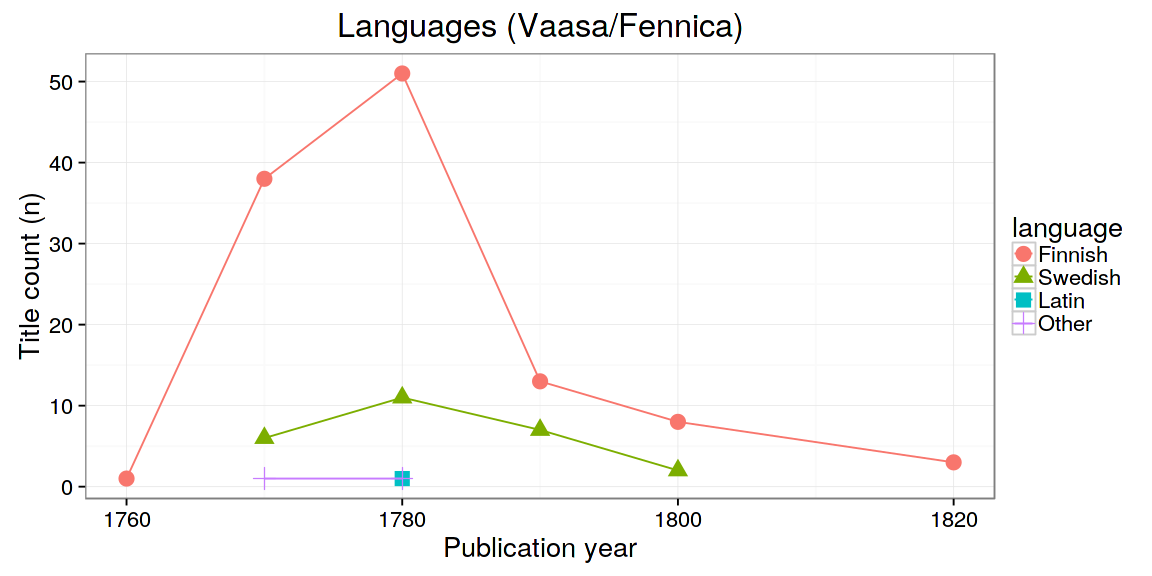 Languages (Vaasa/Fennica)
Title count (n)
50
40
30
20
10
0
1760
1780
1800
1820
Publication year
language
Finnish
Swedish
Latin
Other